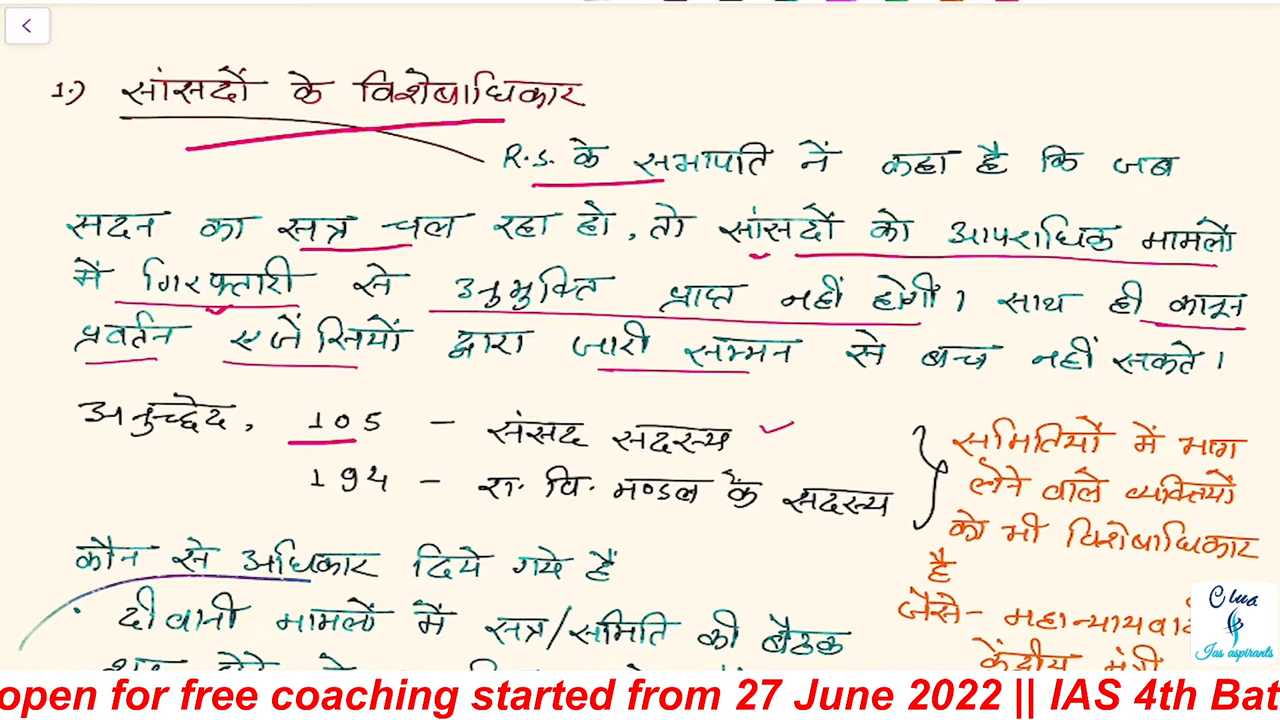 1.) सांसदों के विशेषाधिकार
R.S. के सभापति ने कहा है कि जब
सदन का सत्र चल रहा हो, तो सांसदों को आपराधिक मामलों
में गिरफ्तारी से उन्मुक्ति प्राप्त नहीं होगी। साथ ही कानून
प्रवर्तन एजेंसियों द्वारा जारी सम्मन से बच नहीं सकते।
अनुच्छेद, 105 - संसद सदस्य
194 - रा. वि. मण्डल के सदस्य
समितियों में भाग
लेने वाले व्यक्तियों
को भी विशेषाधिकार
है
जैसे - महान्यायवादी
केंद्रीय मंत्री
कौन से अधिकार दिये गये हैं
दीवानी मामलों में सत्र/समिति की बैठक
Clue
Ias aspirants
open for free coaching started from 27 June 2022 || IAS 4th Bat